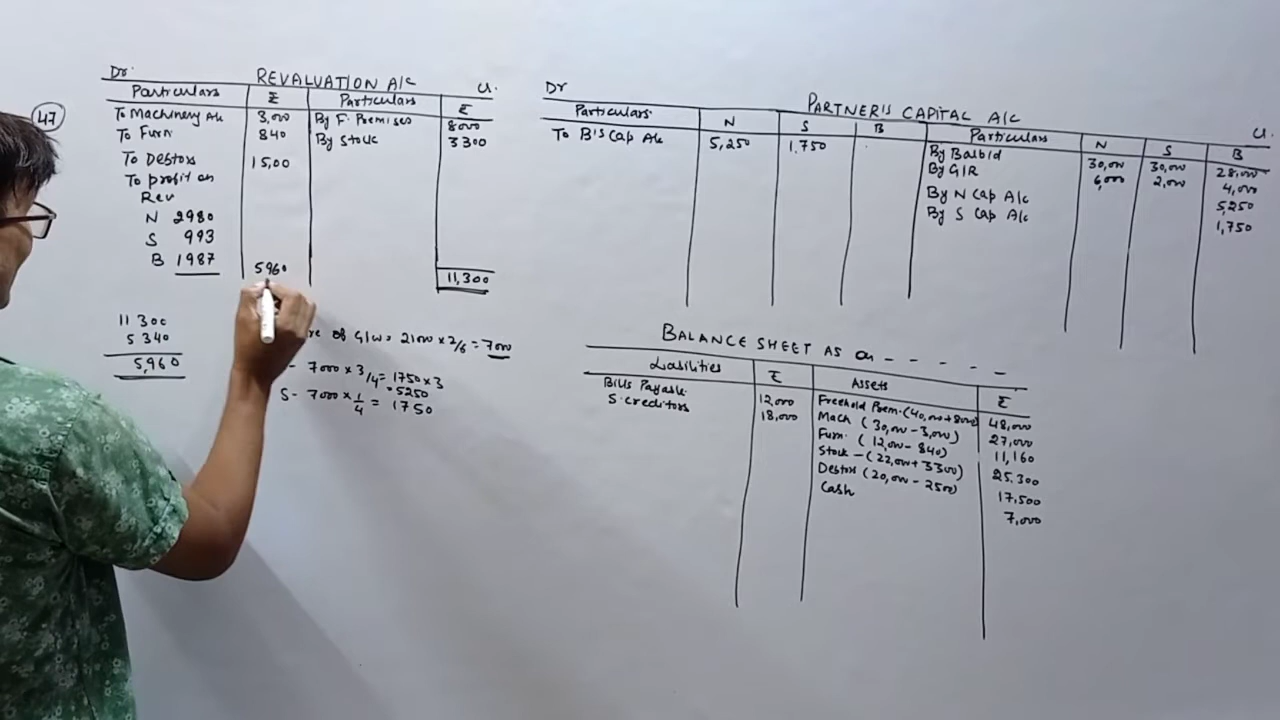 47
Dr. REVALUATION A/C Cr.
Particulars ₹ Particulars ₹
To Machinery A/c 3,000 By F. Premises 8000
To Furn 840 By Stock 3300
To Debtors 15,00
To profit on
Rev
N 2980
S 993
B 1987
5960 11,300
11300
5340
5,960
of G/W = 21000 × 2/6 = 7000
- 7000 × 3/4 = 1750 × 3
= 5250
S - 7000 × 1/4 = 1750
Dr PARTNER'S CAPITAL A/C Cr.
Particulars N S B Particulars N S B
To B's Cap A/c 5,250 1,750 By Bal b/d 30,000 30,000 28,000
By G/R 6,000 2,000 4,000
By N Cap A/c 5,250
By S Cap A/c 1,750
BALANCE SHEET AS on - - - - -
Liabilities ₹ Assets ₹
Bills Payable 12,000 Freehold Prem. (40,000 + 8000) 48,000
S. creditors 18,000 Mach (30,000 - 3,000) 27,000
Furn. (12,000 - 840) 11,160
Stock - (22,000 + 3300) 25,300
Debtors (20,000 - 2500) 17,500
Cash 7,000